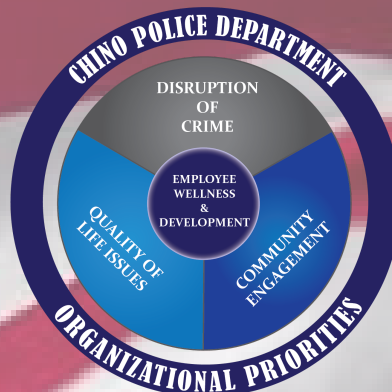 CHINO POLICE DEPARTMENT
DISRUPTION
OF
CRIME
EMPLOYEE
WELLNESS
&
DEVELOPMENT
QUALITY OF
LIFE ISSUES
COMMUNITY
ENGAGEMENT
ORGANIZATIONAL PRIORITIES